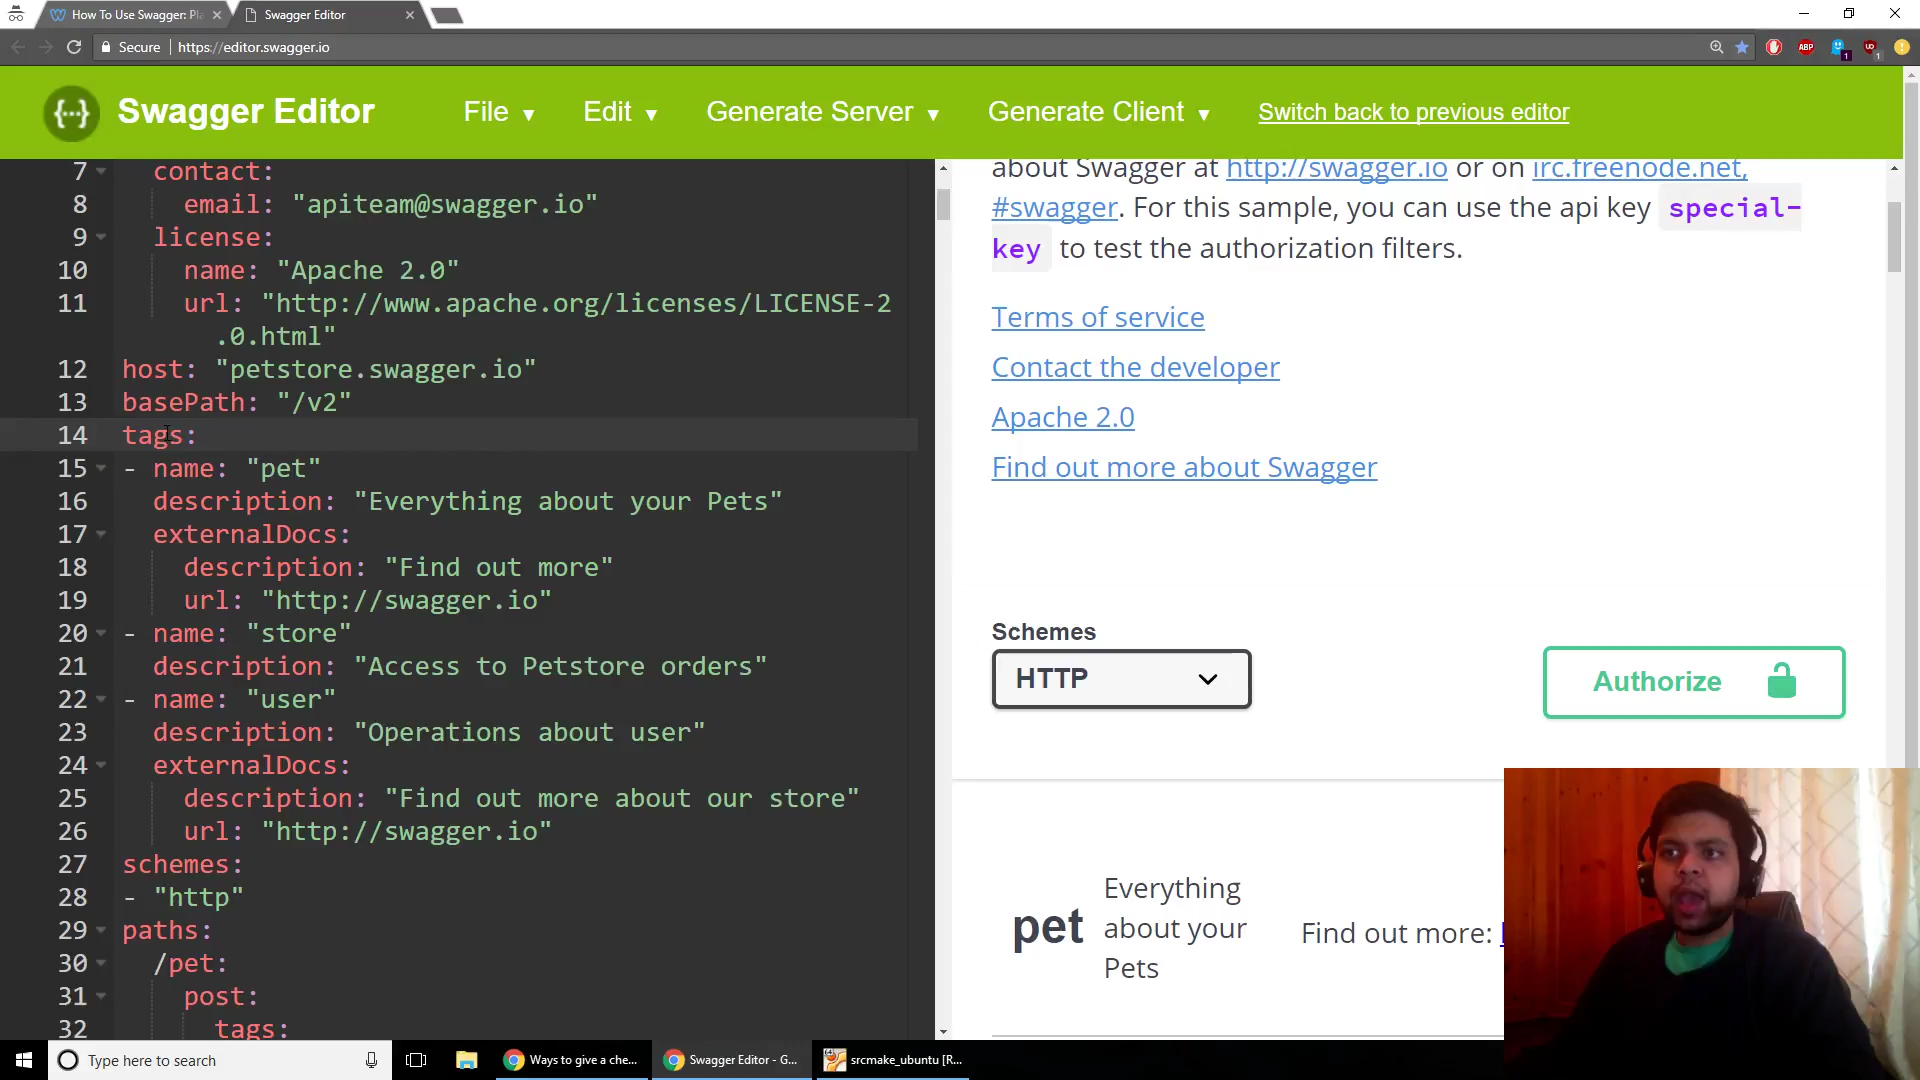 How To Use Swagger: Pl
Swagger Editor
Secure
https://editor.swagger.io
ABP
1
1
{···}
Swagger Editor
File
Edit
Generate Server
Generate Client
Switch back to previous editor
7 contact:
8 email: "apiteam@swagger.io"
9 license:
10 name: "Apache 2.0"
11 url: "http://www.apache.org/licenses/LICENSE-2
.0.html"
12 host: "petstore.swagger.io"
13 basePath: "/v2"
14 tags:
15 - name: "pet"
16 description: "Everything about your Pets"
17 externalDocs:
18 description: "Find out more"
19 url: "http://swagger.io"
20 - name: "store"
21 description: "Access to Petstore orders"
22 - name: "user"
23 description: "Operations about user"
24 externalDocs:
25 description: "Find out more about our store"
26 url: "http://swagger.io"
27 schemes:
28 - "http"
29 paths:
30 /pet:
31 post:
32 tags:
about Swagger at http://swagger.io or on irc.freenode.net,
#swagger. For this sample, you can use the api key special-
key to test the authorization filters.
Terms of service
Contact the developer
Apache 2.0
Find out more about Swagger
Schemes
HTTP
Authorize
pet
Everything
about your
Pets
Find out more:
Type here to search
Ways to give a che...
Swagger Editor - G...
srcmake_ubuntu [R...